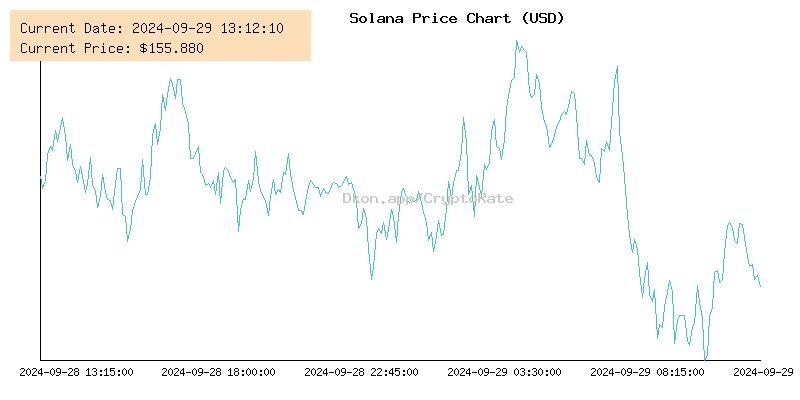 Solana Price Chart (USD)
Current Date: 2024-09-29 13:12:10
Current Price: $155.880
Dkon.app/CryptoRate
2024-09-28 13:15:00 2024-09-28 18:00:00 2024-09-28 22:45:00 2024-09-29 03:30:00 2024-09-29 08:15:00 2024-09-29